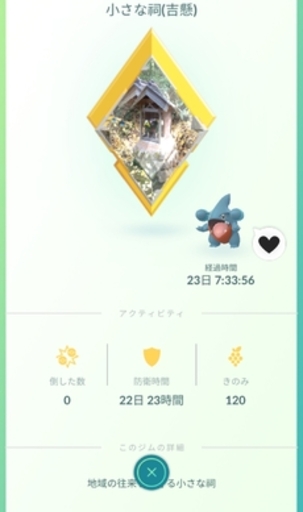 小さな祠(吉懸)
経過時間
23日 7:33:56
アクティビティ
倒した数
防衛時間
きのみ
0
22日 23時間
120
このジムの詳細
地域の往来 る小さな祠